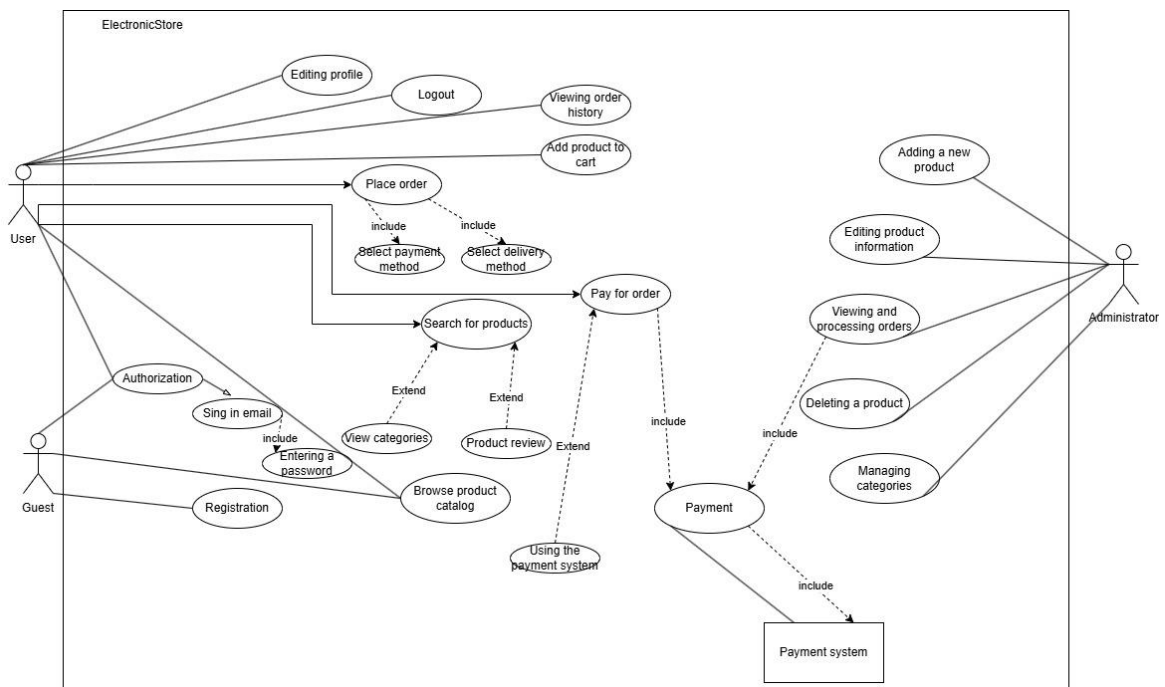 ElectronicStore
Editing profile
Logout
Viewing order
history
Add product to
cart
Adding a new
product
Place order
User
include
include
Select payment
method
Select delivery
method
Editing product
information
Pay for order
Administrator
Search for products
Viewing and
processing orders
Authorization
Extend
Extend
Deleting a product
Sing in email
include
View categories
Product review
Extend
include
include
Entering a
password
Browse product
catalog
Managing
categories
Guest
Registration
Payment
Using the
payment system
include
Payment system